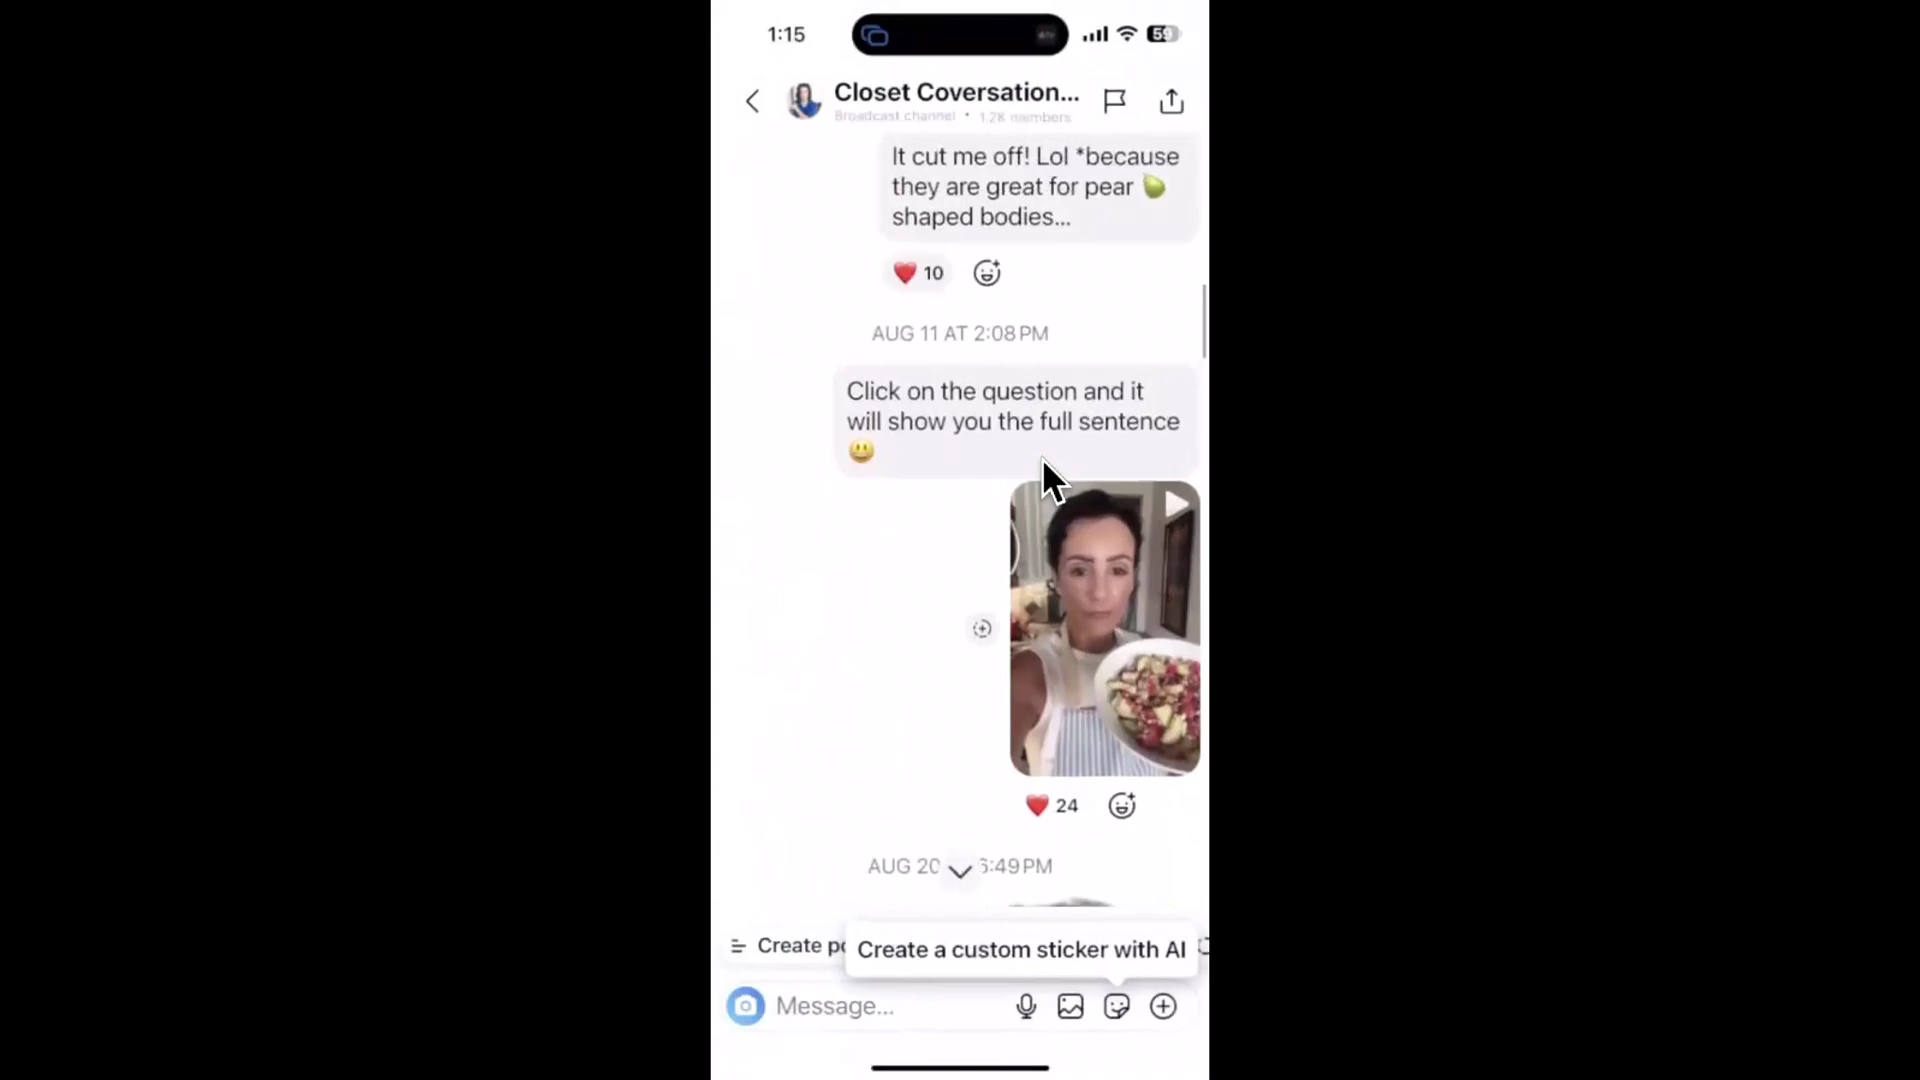 1:15
59
Closet Coversation...
Broadcast channel • 1.2K members
It cut me off! Lol *because
they are great for pear 🍐
shaped bodies...
❤️ 10
AUG 11 AT 2:08 PM
Click on the question and it
will show you the full sentence
😃
❤️ 24
AUG 20 6:49 PM
Create po
Create a custom sticker with AI
Message...